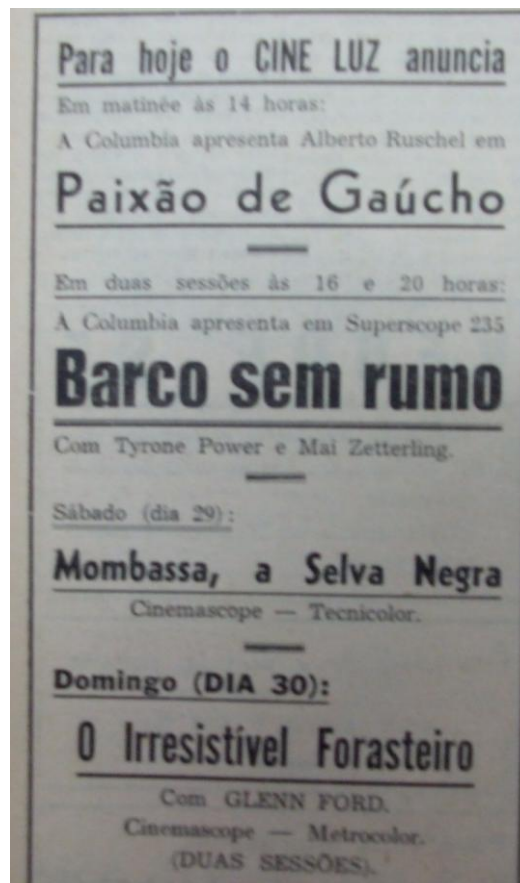 Para hoje o CINE LUZ anuncia
Em matinée às 14 horas:
A Columbia apresenta Alberto Ruschel em
Paixão de Gaúcho
Em duas sessões às 16 e 20 horas:
A Columbia apresenta em Superscope 235
Barco sem rumo
Com Tyrone Power e Mai Zetterling.
Sábado (dia 29):
Mombassa, a Selva Negra
Cinemascope — Tecnicolor.
Domingo (DIA 30):
O Irresistível Forasteiro
Com GLENN FORD.
Cinemascope — Metrocolor.
(DUAS SESSÕES).